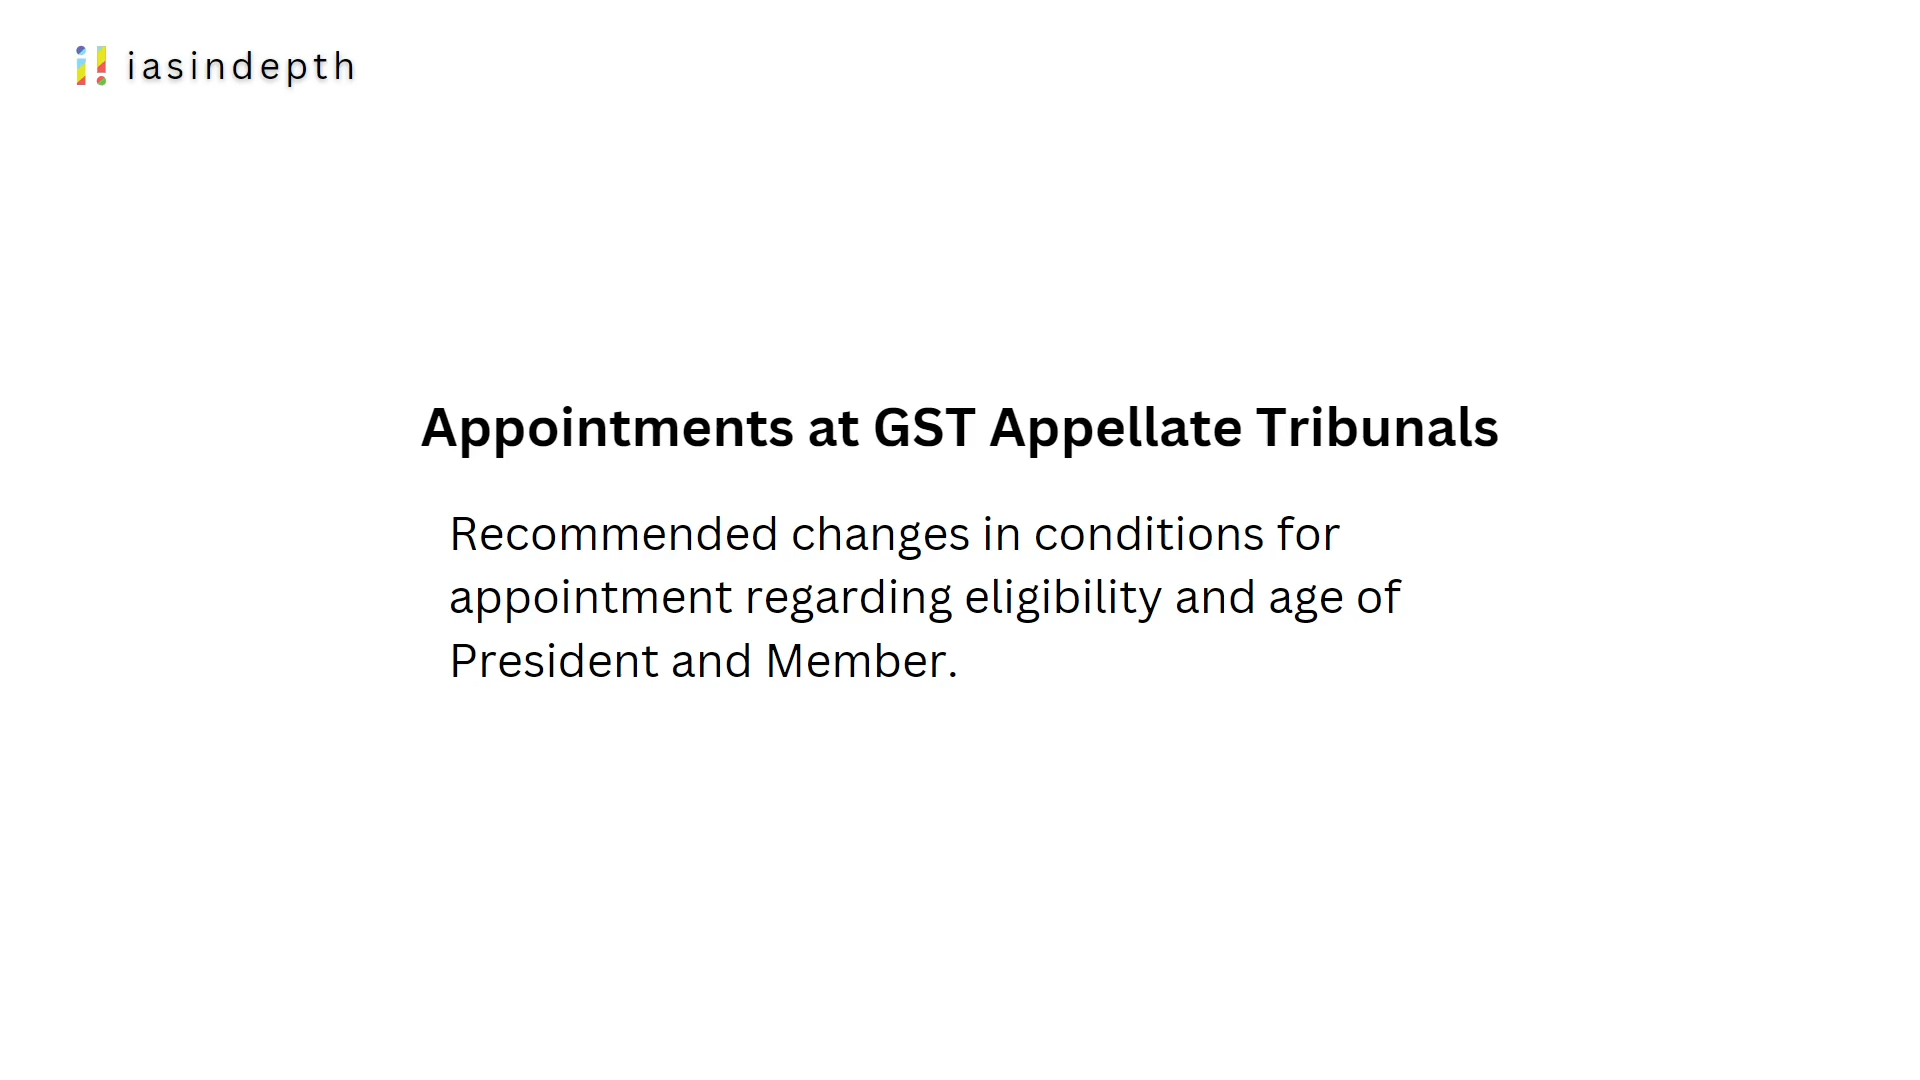 iasindepth
Appointments at GST Appellate Tribunals
Recommended changes in conditions for
appointment regarding eligibility and age of
President and Member.